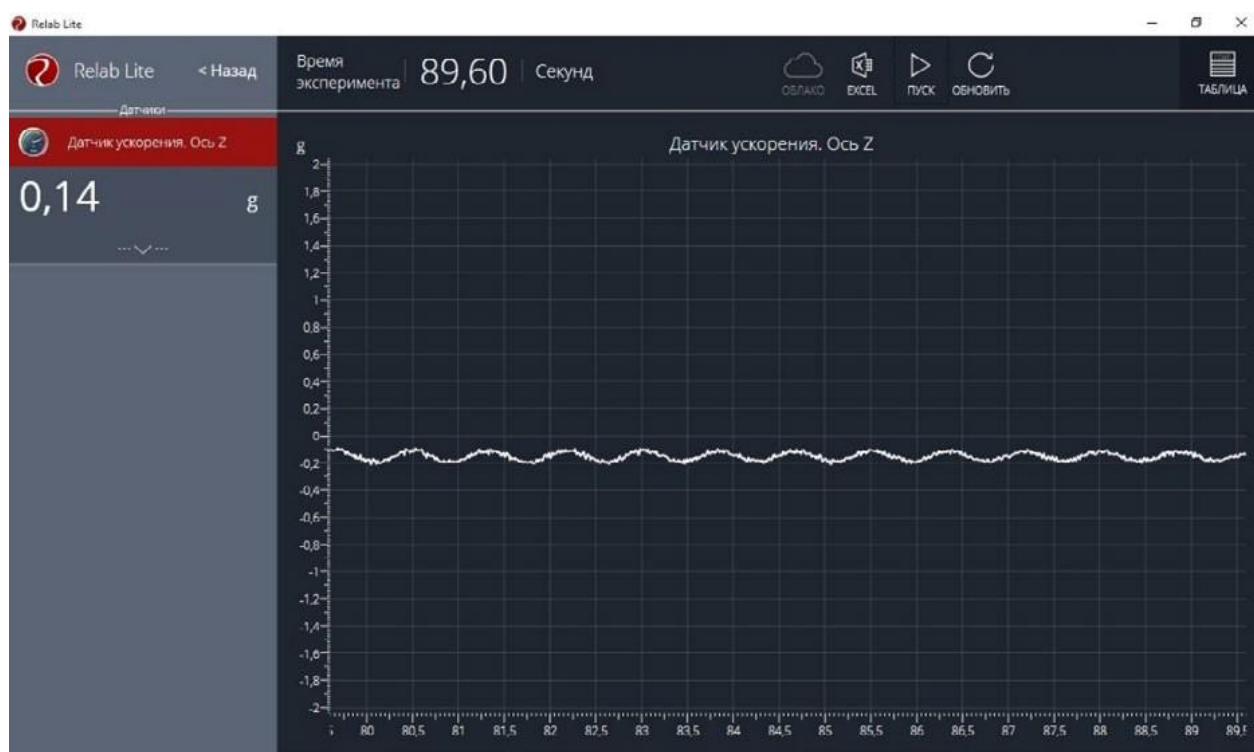 Relab Lite
Relab Lite < Назад
Время эксперимента 89,60 Секунд
ОБЛАКО EXCEL ПУСК ОБНОВИТЬ ТАБЛИЦА
Датчики
Датчик ускорения. Ось Z
0,14 g
g
Датчик ускорения. Ось Z
2
1,8
1,6
1,4
1,2
1
0,8
0,6
0,4
0,2
0
-0,2
-0,4
-0,6
-0,8
-1
-1,2
-1,4
-1,6
-1,8
-2
80 80,5 81 81,5 82 82,5 83 83,5 84 84,5 85 85,5 86 86,5 87 87,5 88 88,5 89